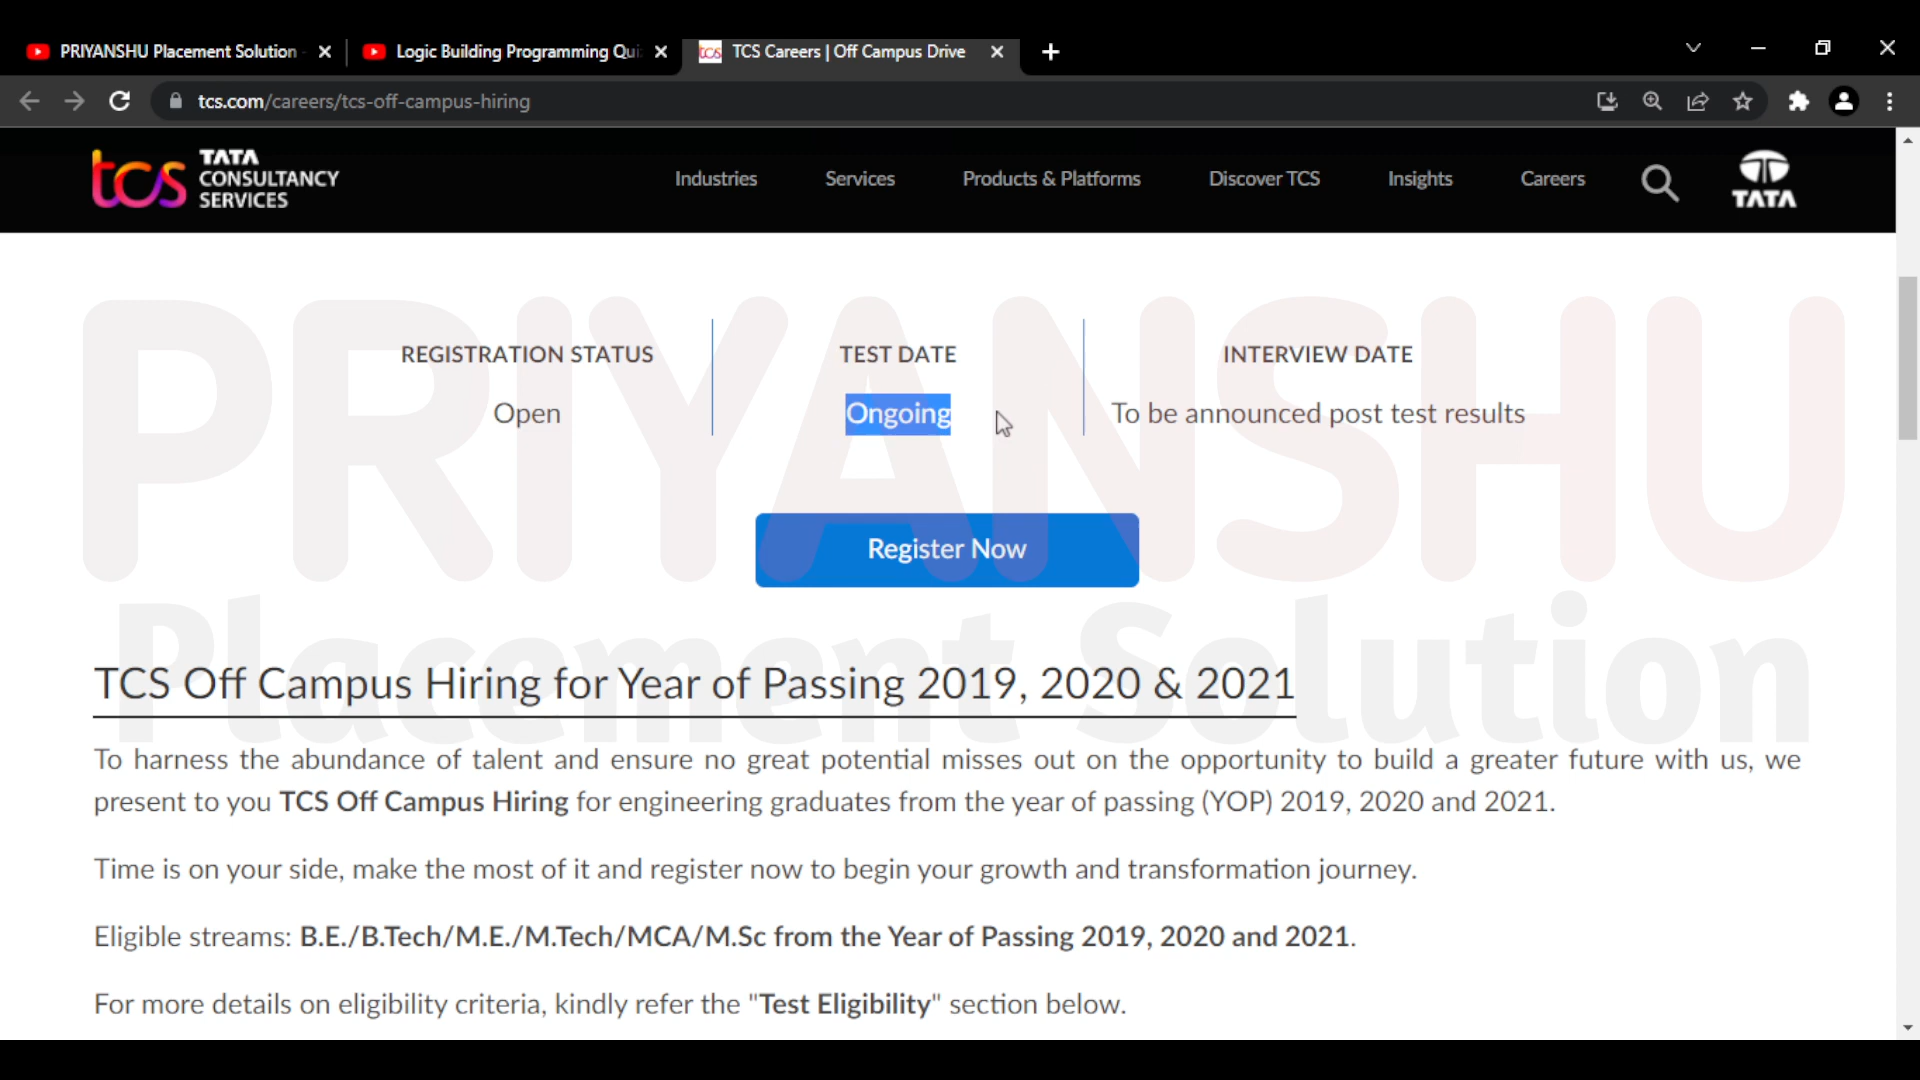 PRIYANSHU Placement Solution
Logic Building Programming Qui
TCS Careers | Off Campus Drive
tcs.com/careers/tcs-off-campus-hiring
tcs
TATA
CONSULTANCY
SERVICES
Industries
Services
Products & Platforms
Discover TCS
Insights
Careers
TATA
REGISTRATION STATUS
TEST DATE
INTERVIEW DATE
Open
Ongoing
To be announced post test results
PRIYANSHU
Register Now
Placement Solution
TCS Off Campus Hiring for Year of Passing 2019, 2020 & 2021
To harness the abundance of talent and ensure no great potential misses out on the opportunity to build a greater future with us, we
present to you TCS Off Campus Hiring for engineering graduates from the year of passing (YOP) 2019, 2020 and 2021.
Time is on your side, make the most of it and register now to begin your growth and transformation journey.
Eligible streams: B.E./B.Tech/M.E./M.Tech/MCA/M.Sc from the Year of Passing 2019, 2020 and 2021.
For more details on eligibility criteria, kindly refer the "Test Eligibility" section below.